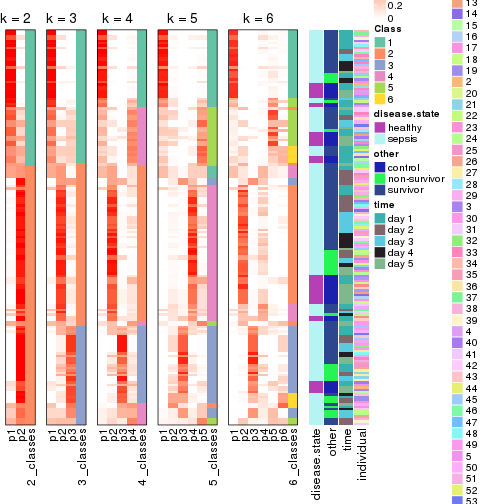 k = 2 k = 3 k = 4 k = 5 k = 6
0.2
0
Class
1
2
3
4
5
6
disease.state
healthy
sepsis
other
control
non-survivor
survivor
time
day 1
day 2
day 3
day 4
day 5
13
14
15
16
17
18
19
2
20
21
22
23
24
25
26
27
28
29
3
30
31
32
33
34
35
36
37
38
39
4
40
41
42
43
44
45
46
47
48
49
5
50
51
52
53
p1
p2
2_classes
p1
p2
p3
3_classes
p1
p2
p3
p4
4_classes
p1
p2
p3
p4
p5
5_classes
p1
p2
p3
p4
p5
p6
6_classes
disease.state
other
time
individual